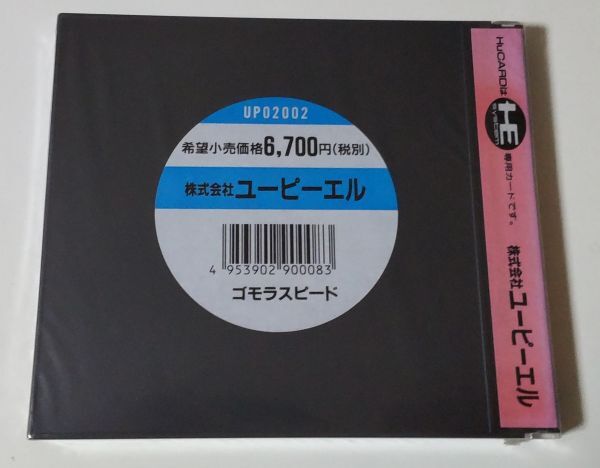 UP02002
希望小売価格6,700円(税別)
株式会社ユーピーエル
4 953902 900083
ゴモラスピード
HuCARDは
HE
SYSTEM
専用カードです。
株式会社ユーピーエル